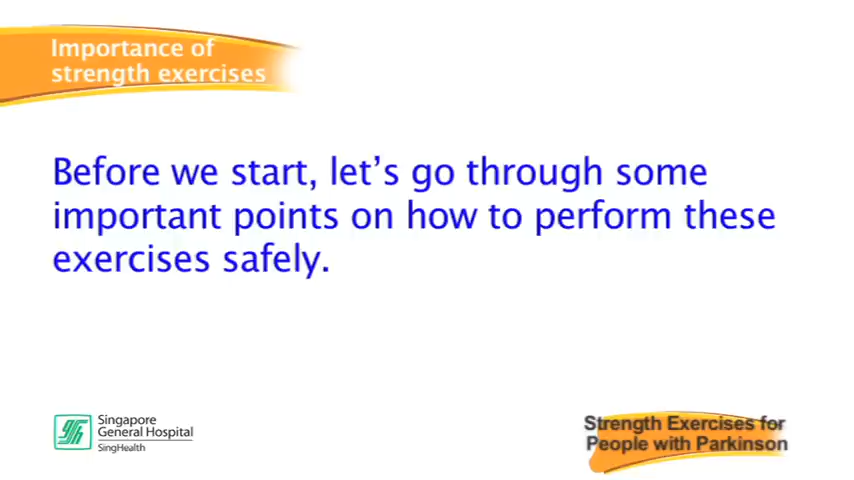 Importance of
strength exercises
Before we start, let's go through some
important points on how to perform these
exercises safely.
Singapore
General Hospital
SingHealth
Strength Exercises for
People with Parkinson